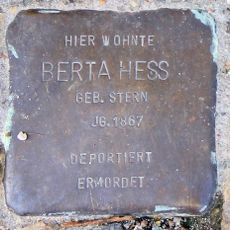 HIER WOHNTE
BERTA HESS
GEB. STERN
JG. 1867
DEPORTIERT
ERMORDET